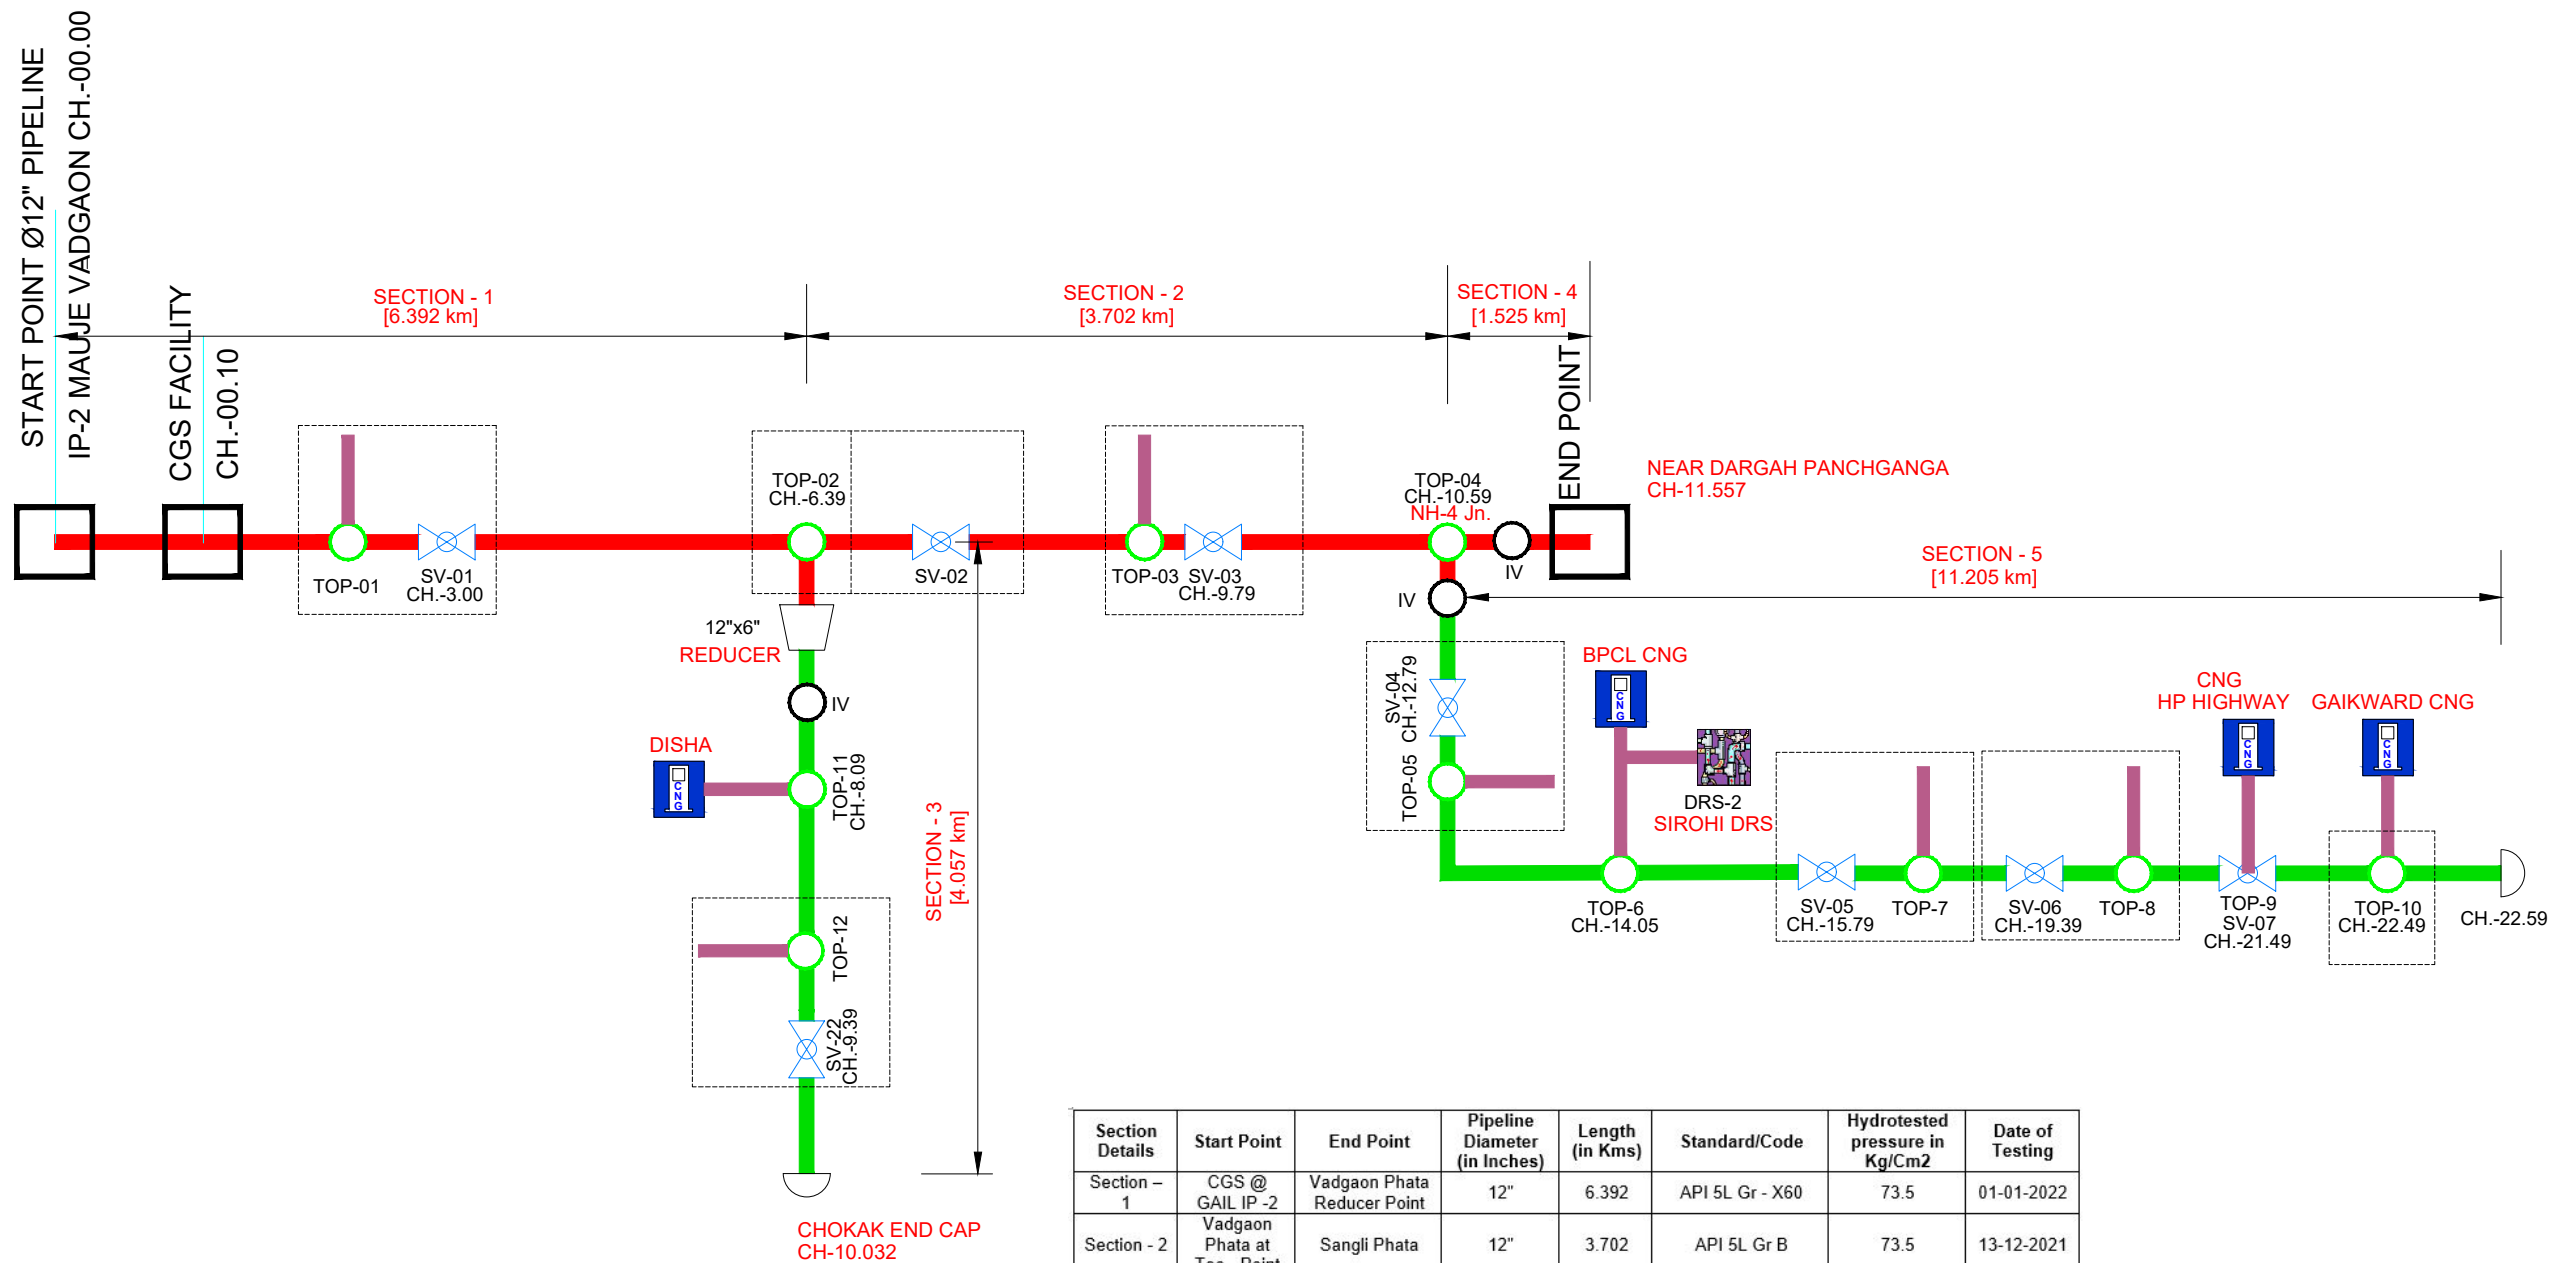 START POINT Ø12" PIPELINE
IP-2 MAUJE VADGAON CH.-00.00
CGS FACILITY
CH.-00.10
SECTION - 1
[6.392 km]
SECTION - 2
[3.702 km]
SECTION - 4
[1.525 km]
END POINT
NEAR DARGAH PANCHGANGA
CH-11.557
TOP-01
SV-01
CH.-3.00
TOP-02
CH.-6.39
SV-02
TOP-03
SV-03
CH.-9.79
TOP-04
CH.-10.59
NH-4 Jn.
IV
IV
SECTION - 5
[11.205 km]
12"x6"
REDUCER
IV
DISHA
CNG
TOP-11
CH.-8.09
SECTION - 3
[4.057 km]
TOP-12
SV-22
CH.-9.39
CHOKAK END CAP
CH-10.032
SV-04
CH.-12.79
TOP-05
BPCL CNG
CNG
DRS-2
SIROHI DRS
TOP-6
CH.-14.05
SV-05
CH.-15.79
TOP-7
SV-06
CH.-19.39
TOP-8
CNG
HP HIGHWAY
CNG
TOP-9
SV-07
CH.-21.49
GAIKWARD CNG
CNG
TOP-10
CH.-22.49
CH.-22.59
Section Details Start Point End Point Pipeline Diameter (in Inches) Length (in Kms) Standard/Code Hydrotested pressure in Kg/Cm2 Date of Testing
Section – 1 CGS @ GAIL IP -2 Vadgaon Phata Reducer Point 12" 6.392 API 5L Gr - X60 73.5 01-01-2022
Section - 2 Vadgaon Phata at Sangli Phata 12" 3.702 API 5L Gr B 73.5 13-12-2021